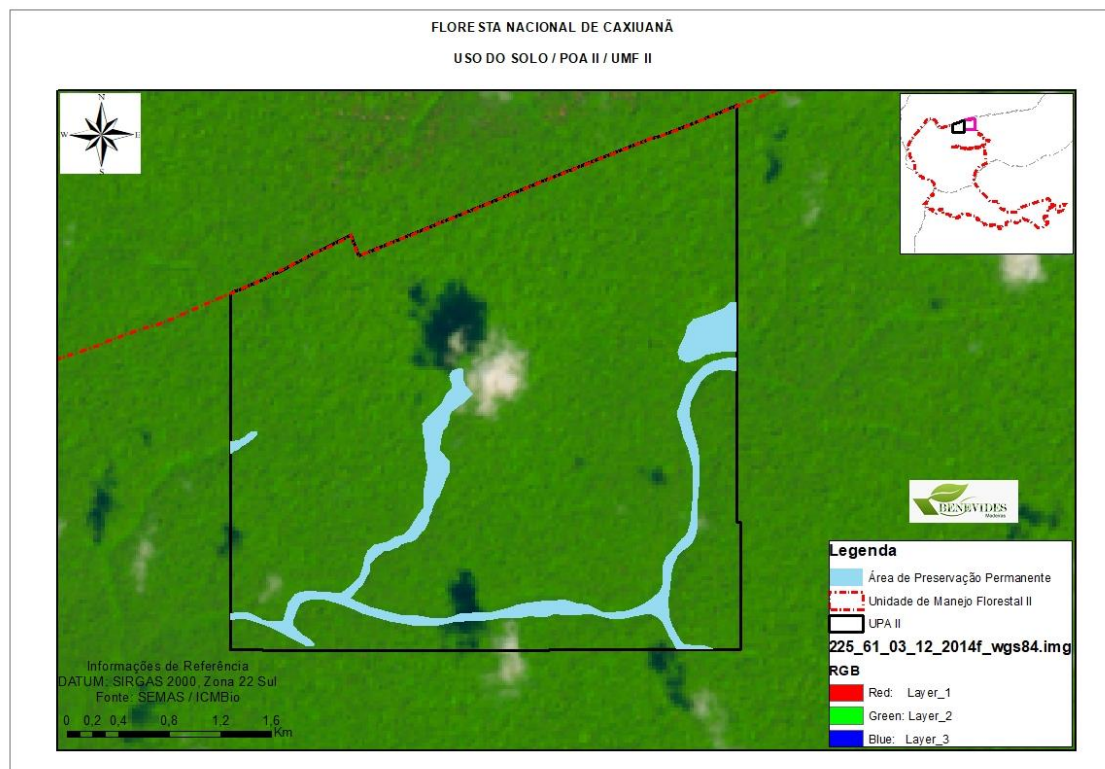 FLORESTA NACIONAL DE CAXIUANÃ
USO DO SOLO / POA II / UMF II
N
W
E
S
BENEVIDES
Madeiras
Legenda
Área de Preservação Permanente
Unidade de Manejo Florestal II
UPA II
225_61_03_12_2014f_wgs84.img
RGB
Red: Layer_1
Green: Layer_2
Blue: Layer_3
Informações de Referência
DATUM: SIRGAS 2000, Zona 22 Sul
Fonte: SEMAS / ICMBio
0 0,2 0,4 0,8 1,2 1,6
Km